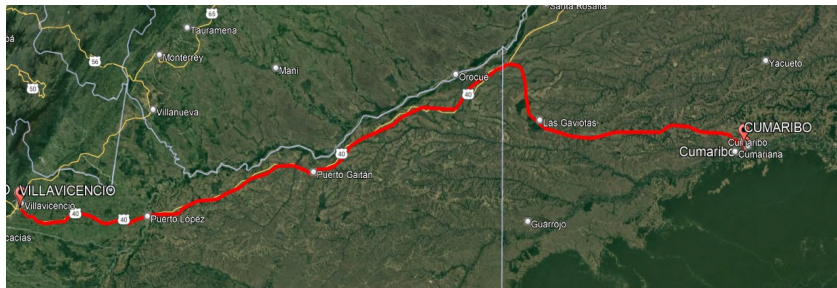 Santa Rosalía
65
Tauramena
Monterrey
56
Maní
Orocué
Yacueto
50
40
Villanueva
Las Gaviotas
CUMARIBO
Cumaribo
Cumaribo
Cumariana
40
Puerto Gaitán
O
VILLAVICENCIO
Villavicencio
40
40
Puerto López
Guarrojo
cacías